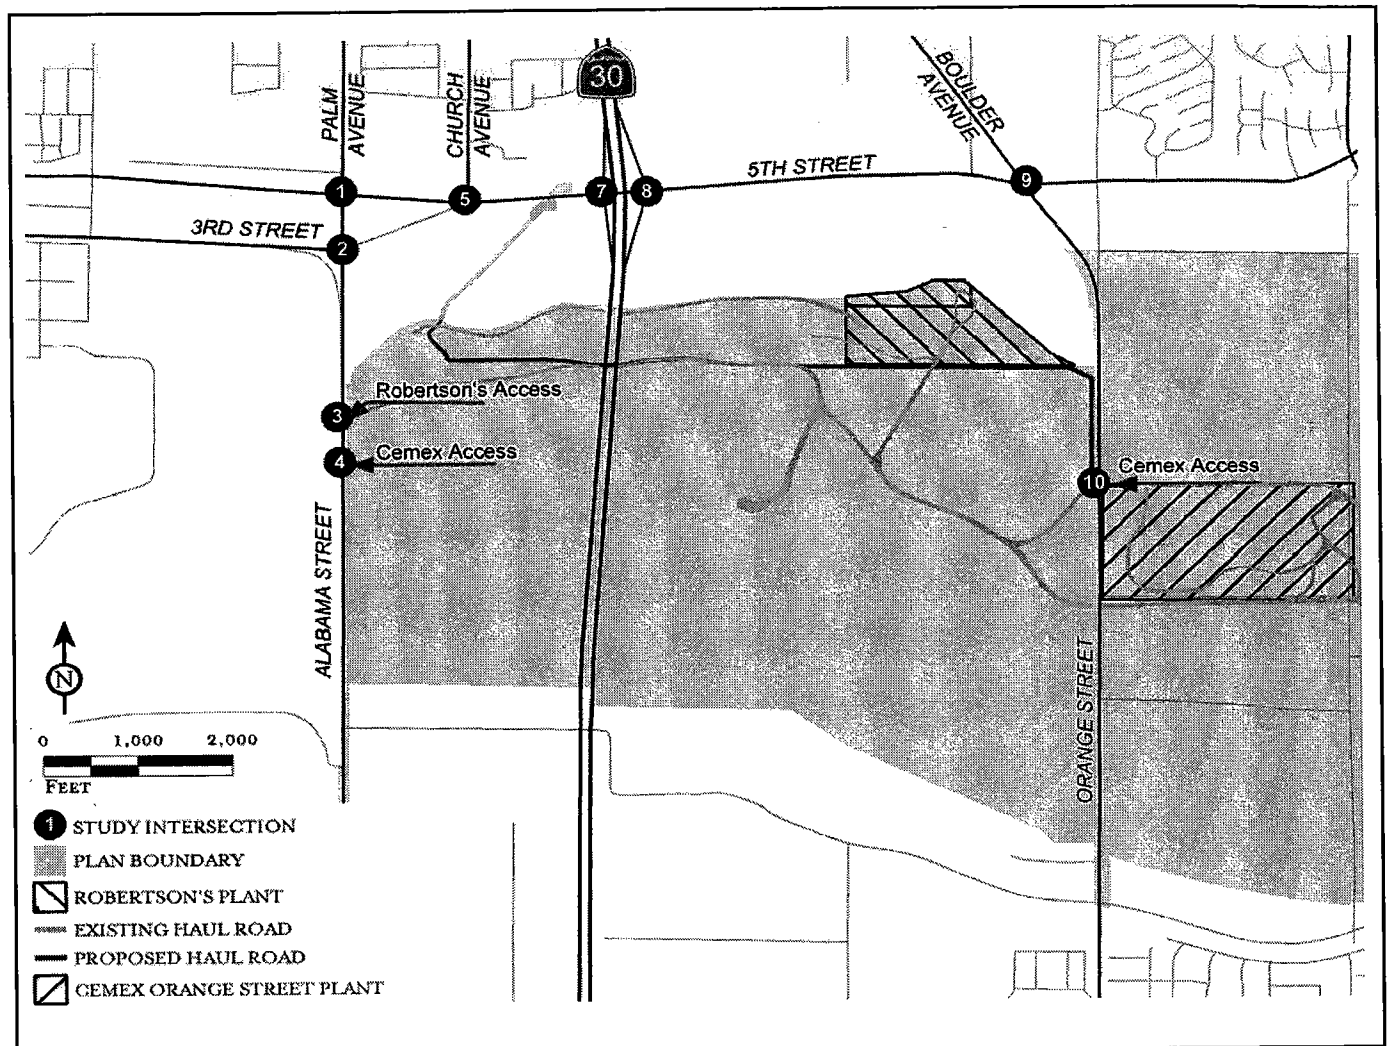 30
PALM
AVENUE
CHURCH
AVENUE
BOULDER
AVENUE
5TH STREET
1
5
7
8
9
3RD STREET
2
Robertson's Access
3
Cemex Access
4
Cemex Access
10
ALABAMA STREET
ORANGE STREET
N
0 1,000 2,000
FEET
1 STUDY INTERSECTION
PLAN BOUNDARY
ROBERTSON'S PLANT
EXISTING HAUL ROAD
PROPOSED HAUL ROAD
CEMEX ORANGE STREET PLANT